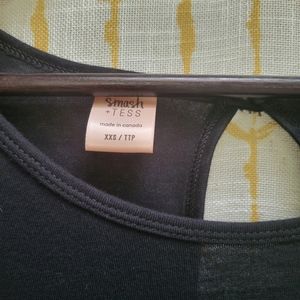 smash
+ TESS
made in canada
XXS / TTP